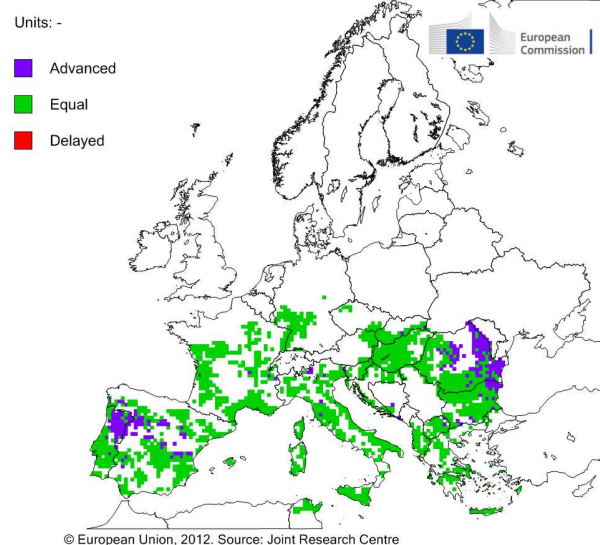 Units: -
European
Commission
Advanced
Equal
Delayed
© European Union, 2012. Source: Joint Research Centre